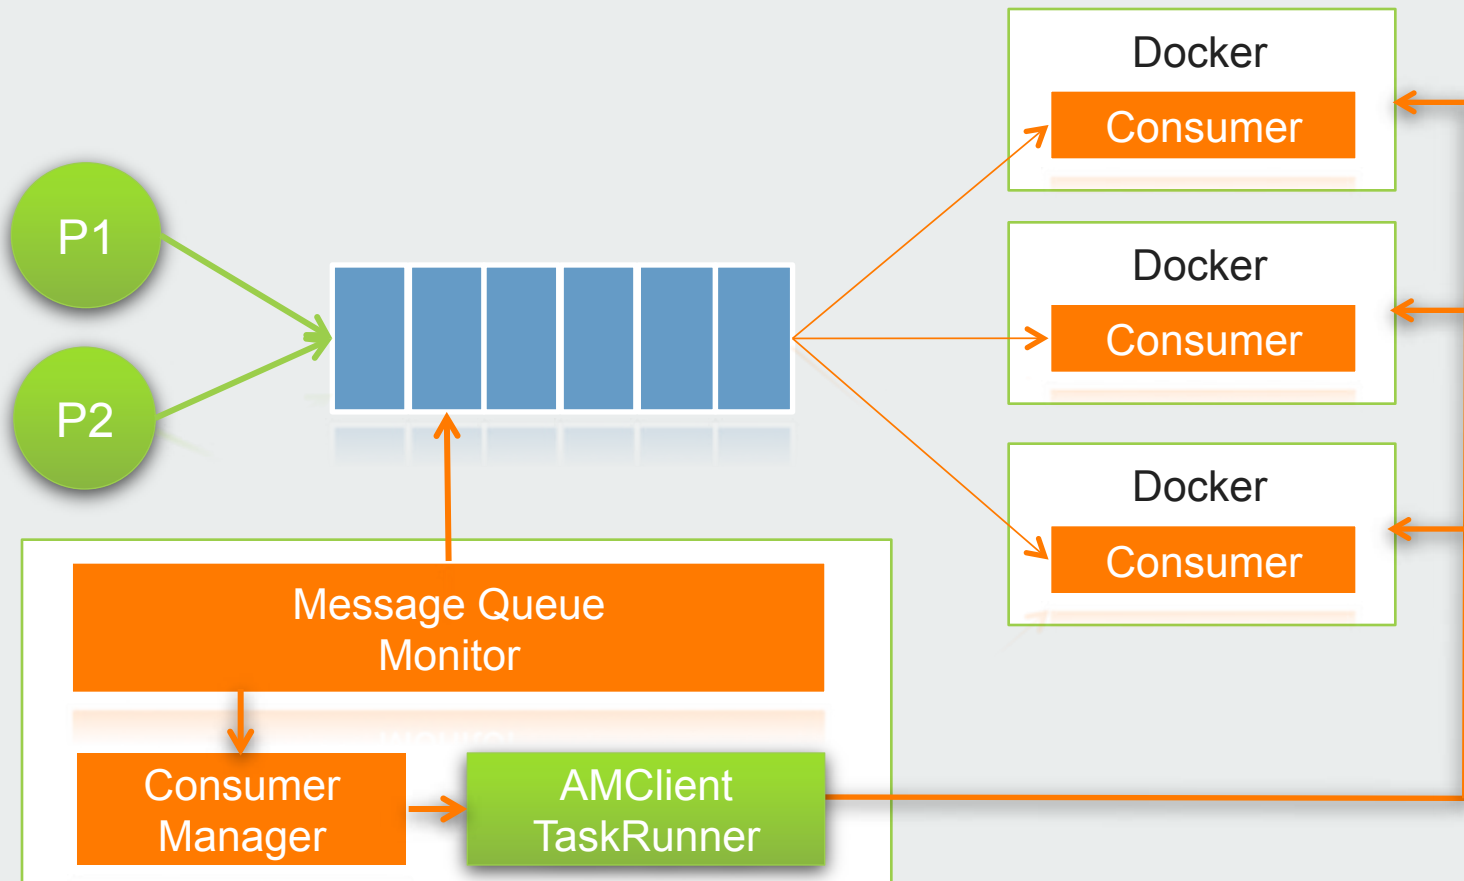 Docker
Consumer
P1
Docker
Consumer
P2
Docker
Consumer
Message Queue
Monitor
Consumer
Manager
AMClient
TaskRunner